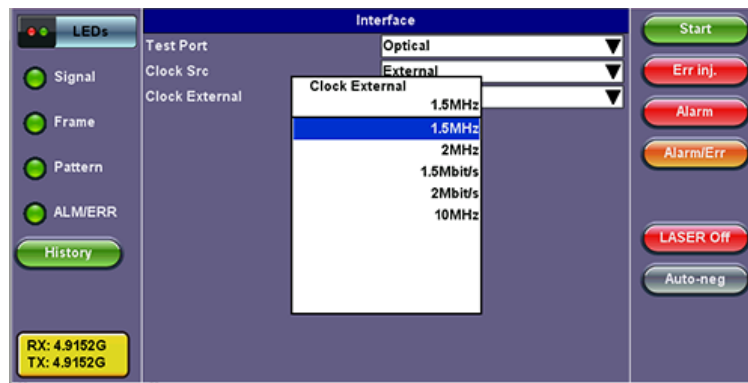 LEDs
Signal
Frame
Pattern
ALM/ERR
History
RX: 4.9152G
TX: 4.9152G
Interface
Test Port Optical
Clock Src External
Clock External
Clock External
1.5MHz
1.5MHz
2MHz
1.5Mbit/s
2Mbit/s
10MHz
Start
Err inj.
Alarm
Alarm/Err
LASER Off
Auto-neg